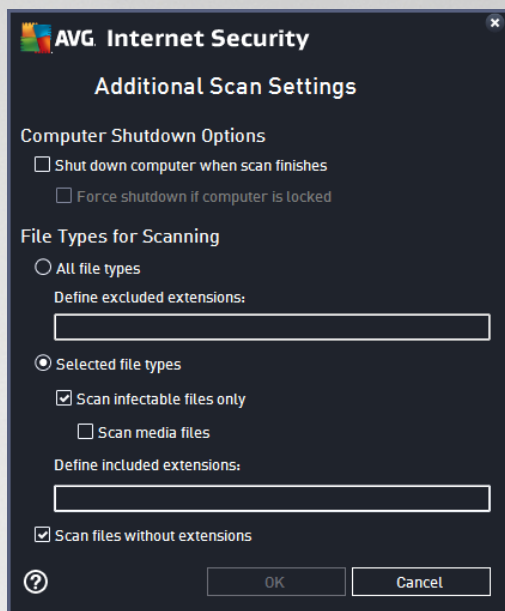 AVG Internet Security
Additional Scan Settings
Computer Shutdown Options
Shut down computer when scan finishes
Force shutdown if computer is locked
File Types for Scanning
All file types
Define excluded extensions:
Selected file types
Scan infectable files only
Scan media files
Define included extensions:
Scan files without extensions
? OK Cancel